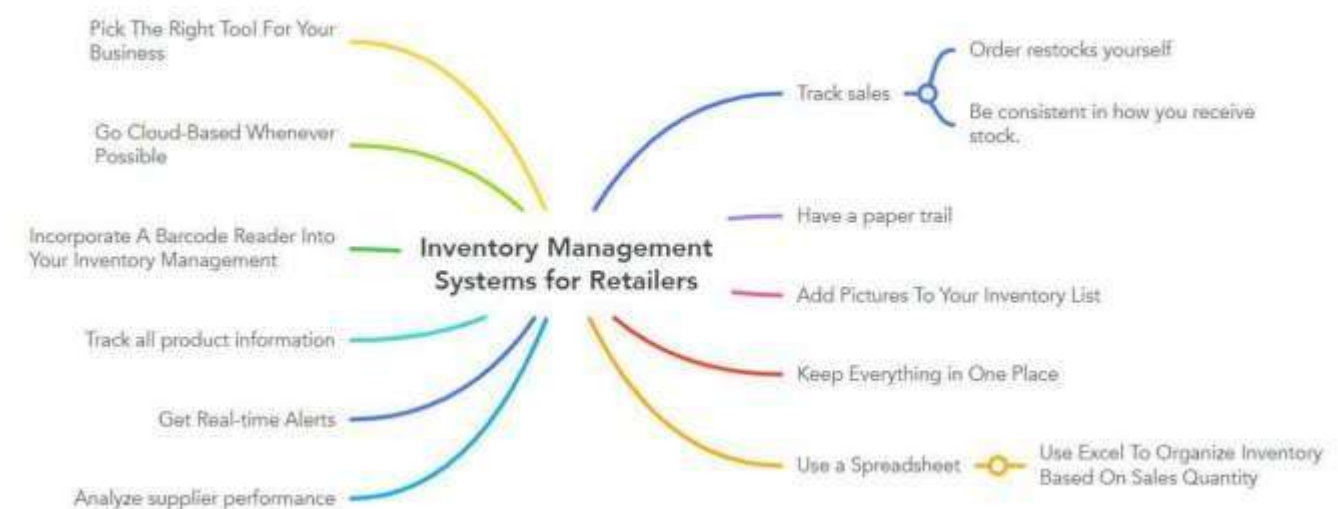 Pick The Right Tool For Your
Business
Go Cloud-Based Whenever
Possible
Incorporate A Barcode Reader Into
Your Inventory Management
Track all product information
Get Real-time Alerts
Analyze supplier performance
Inventory Management
Systems for Retailers
Track sales
Order restocks yourself
Be consistent in how you receive
stock.
Have a paper trail
Add Pictures To Your Inventory List
Keep Everything in One Place
Use a Spreadsheet
Use Excel To Organize Inventory
Based On Sales Quantity